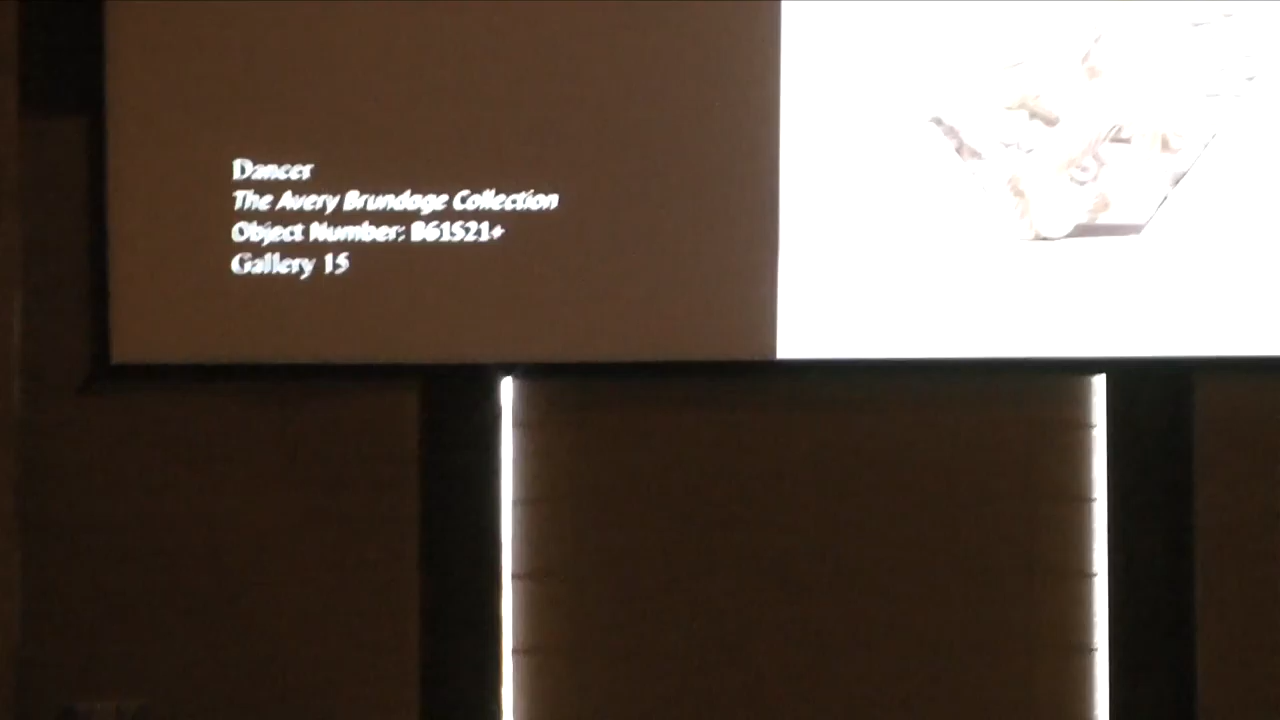 Dancer
The Avery Brundage Collection
Object Number: B61S21+
Gallery 15